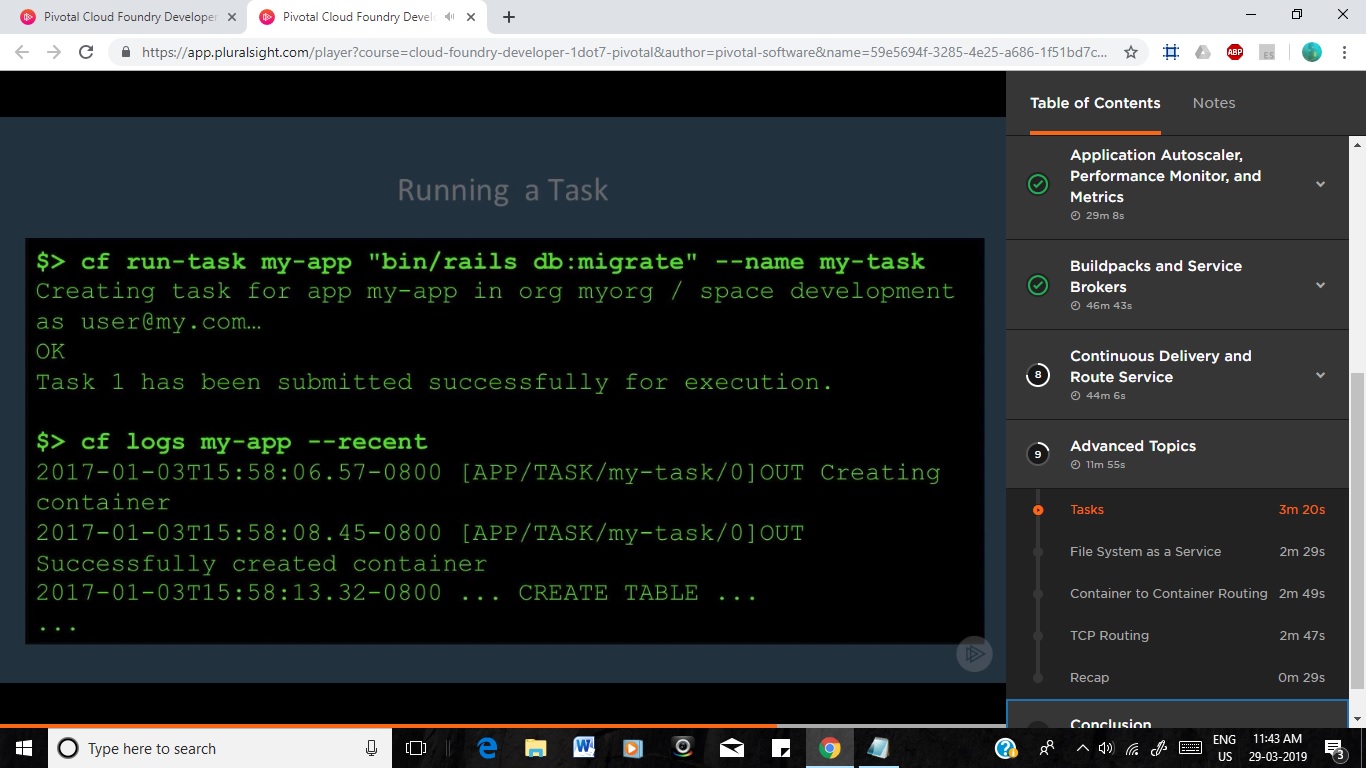 Pivotal Cloud Foundry Developer
Pivotal Cloud Foundry Devel
https://app.pluralsight.com/player?course=cloud-foundry-developer-1dot7-pivotal&author=pivotal-software&name=59e5694f-3285-4e25-a686-1f51bd7c...
ABP
ES
Running a Task
$> cf run-task my-app "bin/rails db:migrate" --name my-task
Creating task for app my-app in org myorg / space development
as user@my.com…
OK
Task 1 has been submitted successfully for execution.
$> cf logs my-app --recent
2017-01-03T15:58:06.57-0800 [APP/TASK/my-task/0]OUT Creating
container
2017-01-03T15:58:08.45-0800 [APP/TASK/my-task/0]OUT
Successfully created container
2017-01-03T15:58:13.32-0800 ... CREATE TABLE ...
...
Table of Contents
Notes
Application Autoscaler,
Performance Monitor, and
Metrics
29m 8s
Buildpacks and Service
Brokers
46m 43s
8
Continuous Delivery and
Route Service
44m 6s
9
Advanced Topics
11m 55s
Tasks 3m 20s
File System as a Service 2m 29s
Container to Container Routing 2m 49s
TCP Routing 2m 47s
Recap 0m 29s
Conclusion
Type here to search
ENG
US
11:43 AM
29-03-2019
3